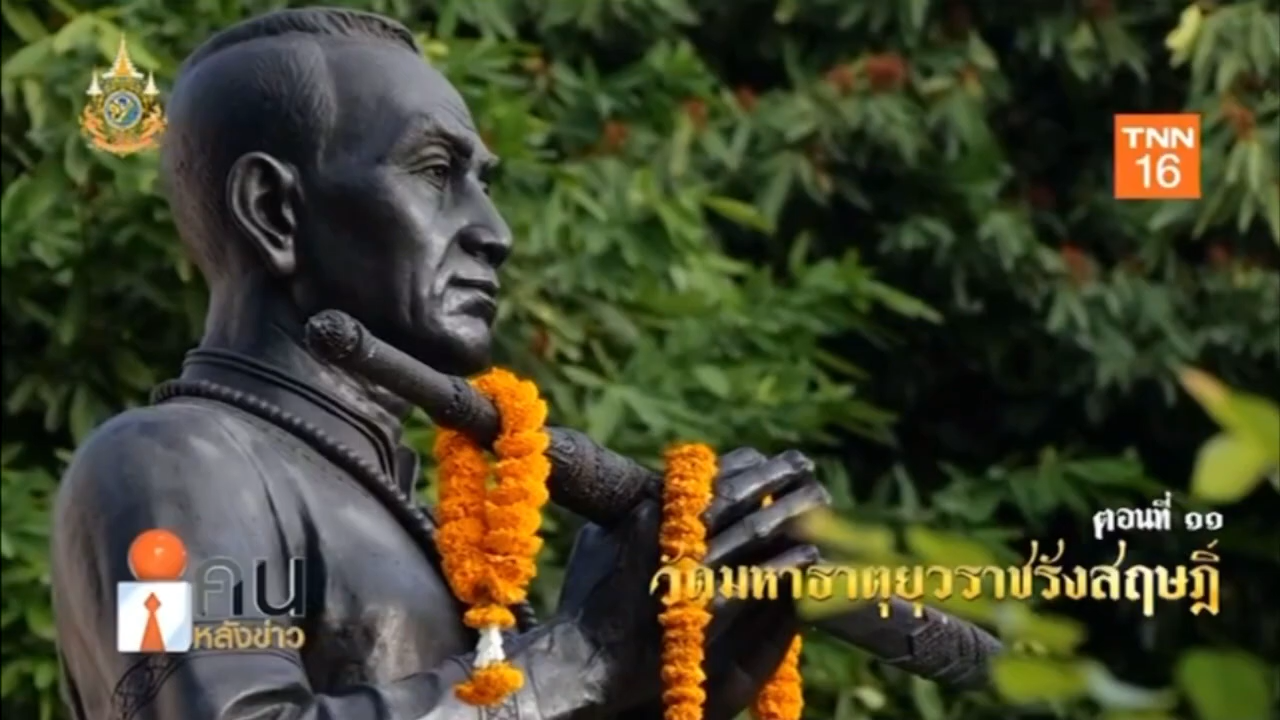 TNN
16
ตอนที่ ๑๑
วัดมหาธาตุยุวราชรังสฤษฎิ์
คน
หลังข่าว